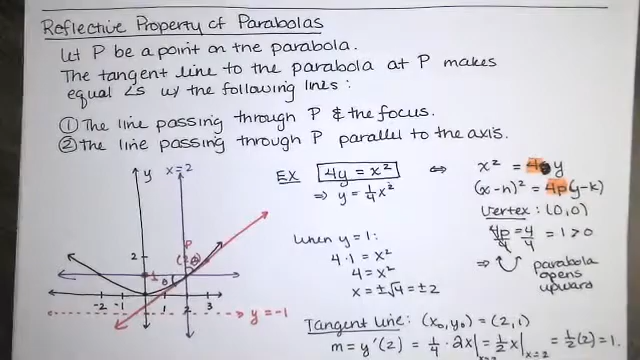 Reflective Property of Parabolas
Let P be a point on the parabola.
The tangent line to the parabola at P makes
equal ∠s w/ the following lines:
① The line passing through P & the focus.
② the line passing through P parallel to the axis.
y x=2
2
P
1
-2 -1 1 2 3
y = -1
EX 4y = x² ⇔ x² = 4 y
⇒ y = ¼x²
(x-h)² = 4p(y-k)
Vertex: (0,0)
4p/4 = 4/4 = 1 > 0
⇒ parabola
opens
upward
When y = 1:
4·1 = x²
4 = x²
x = ±√4 = ±2
Tangent Line: (x₀, y₀) = (2, 1)
m = y'(2) = ¼ · 2x| = ½x|ₓ₌₂ = ½(2) = 1.